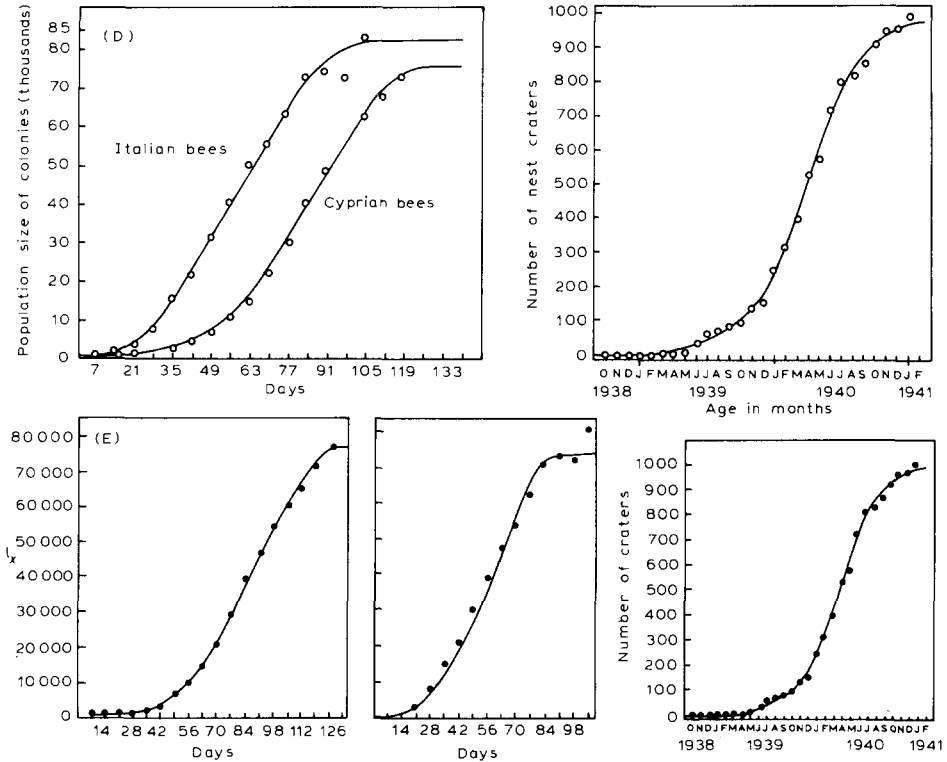 (D)
Population size of colonies (thousands)
85
80
70
60
50
40
30
20
10
0
Italian bees
Cyprian bees
7 21 35 49 63 77 91 105 119 133
Days
Number of nest craters
1000
900
800
700
600
500
400
300
200
100
0
O N D J F M A M J J A S O N D J F M A M J J A S O N D J F
1938 1939 1940 1941
Age in months
(E)
lx
80 000
70 000
60 000
50 000
40 000
30 000
20 000
10 000
0
14 28 42 56 70 84 98 112 126
Days
14 28 42 56 70 84 98
Days
Number of craters
1000
900
800
700
600
500
400
300
200
100
0
O N D J F M A M J J A S O N D J F M A M J J A S O N D J F
1938 1939 1940 1941